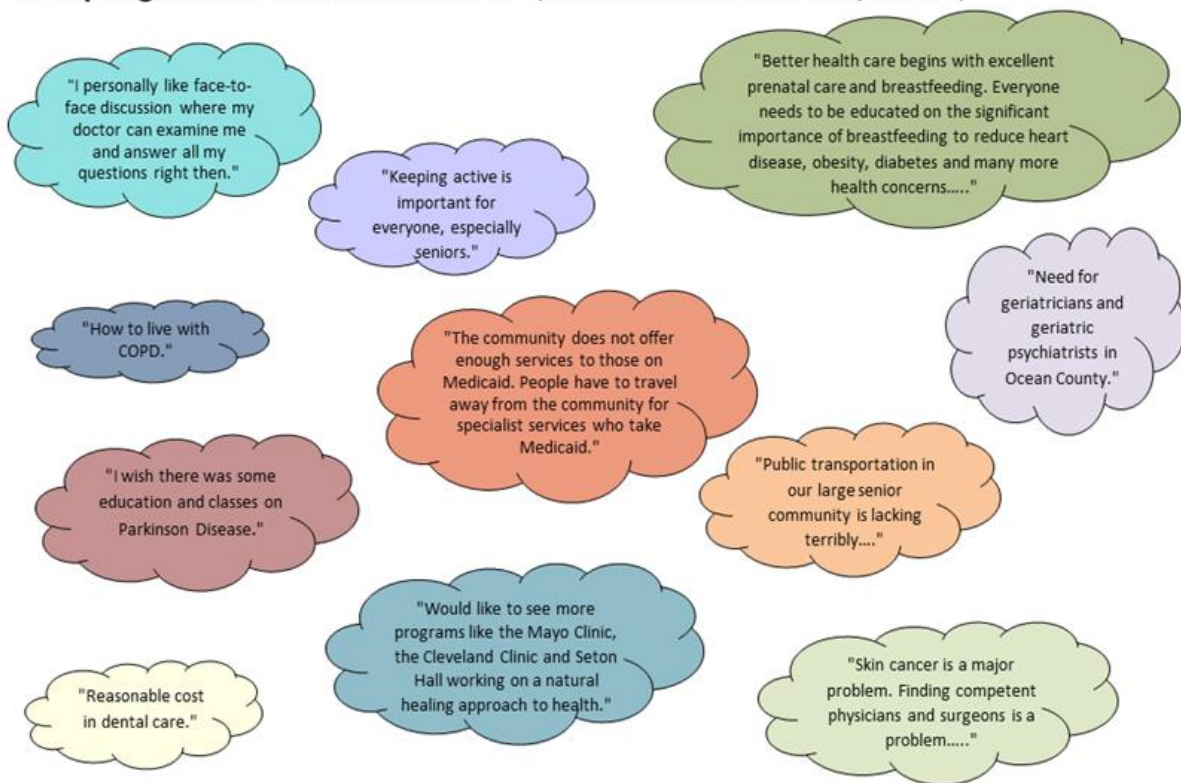 "I personally like face-to-
face discussion where my
doctor can examine me
and answer all my
questions right then."
"Better health care begins with excellent
prenatal care and breastfeeding. Everyone
needs to be educated on the significant
importance of breastfeeding to reduce heart
disease, obesity, diabetes and many more
health concerns....."
"Keeping active is
important for
everyone, especially
seniors."
"Need for
geriatricians and
geriatric
psychiatrists in
Ocean County."
"How to live with
COPD."
"The community does not offer
enough services to those on
Medicaid. People have to travel
away from the community for
specialist services who take
Medicaid."
"I wish there was some
education and classes on
Parkinson Disease."
"Public transportation in
our large senior
community is lacking
terribly...."
"Would like to see more
programs like the Mayo Clinic,
the Cleveland Clinic and Seton
Hall working on a natural
healing approach to health."
"Reasonable cost
in dental care."
"Skin cancer is a major
problem. Finding competent
physicians and surgeons is a
problem....."